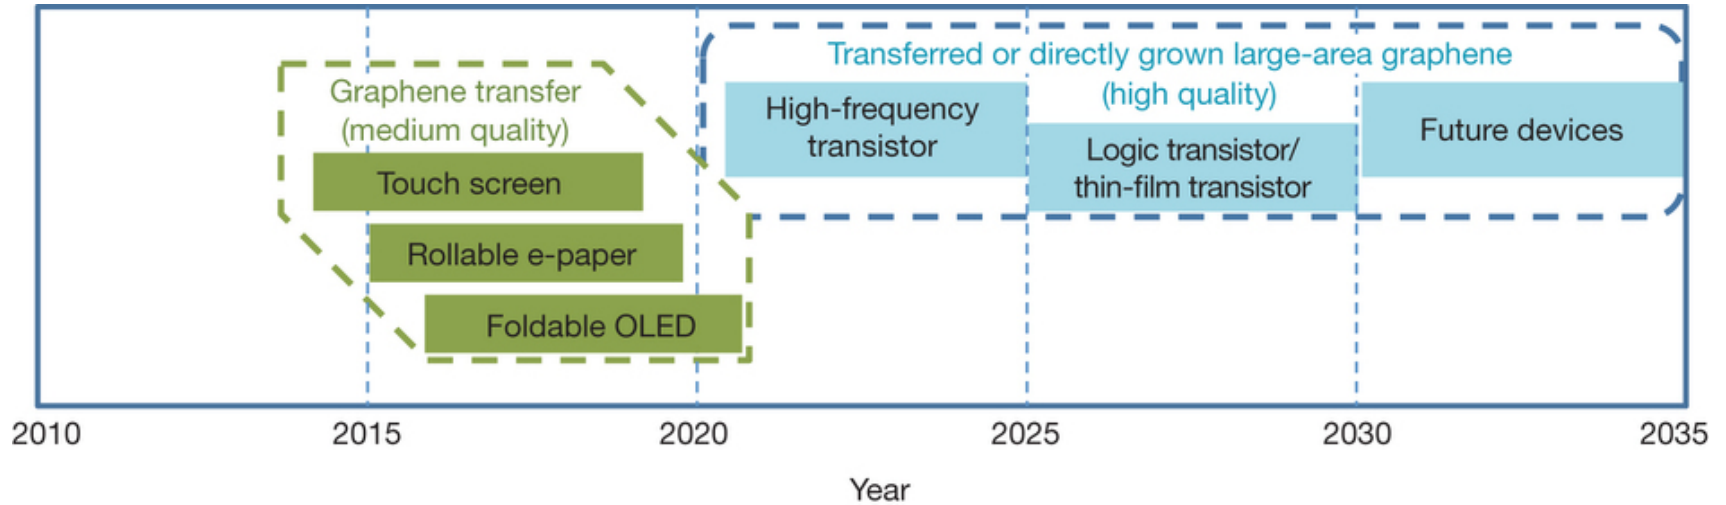 Transferred or directly grown large-area graphene
(high quality)
Graphene transfer
(medium quality)
High-frequency
transistor
Logic transistor/
thin-film transistor
Future devices
Touch screen
Rollable e-paper
Foldable OLED
2010
2015
2020
2025
2030
2035
Year